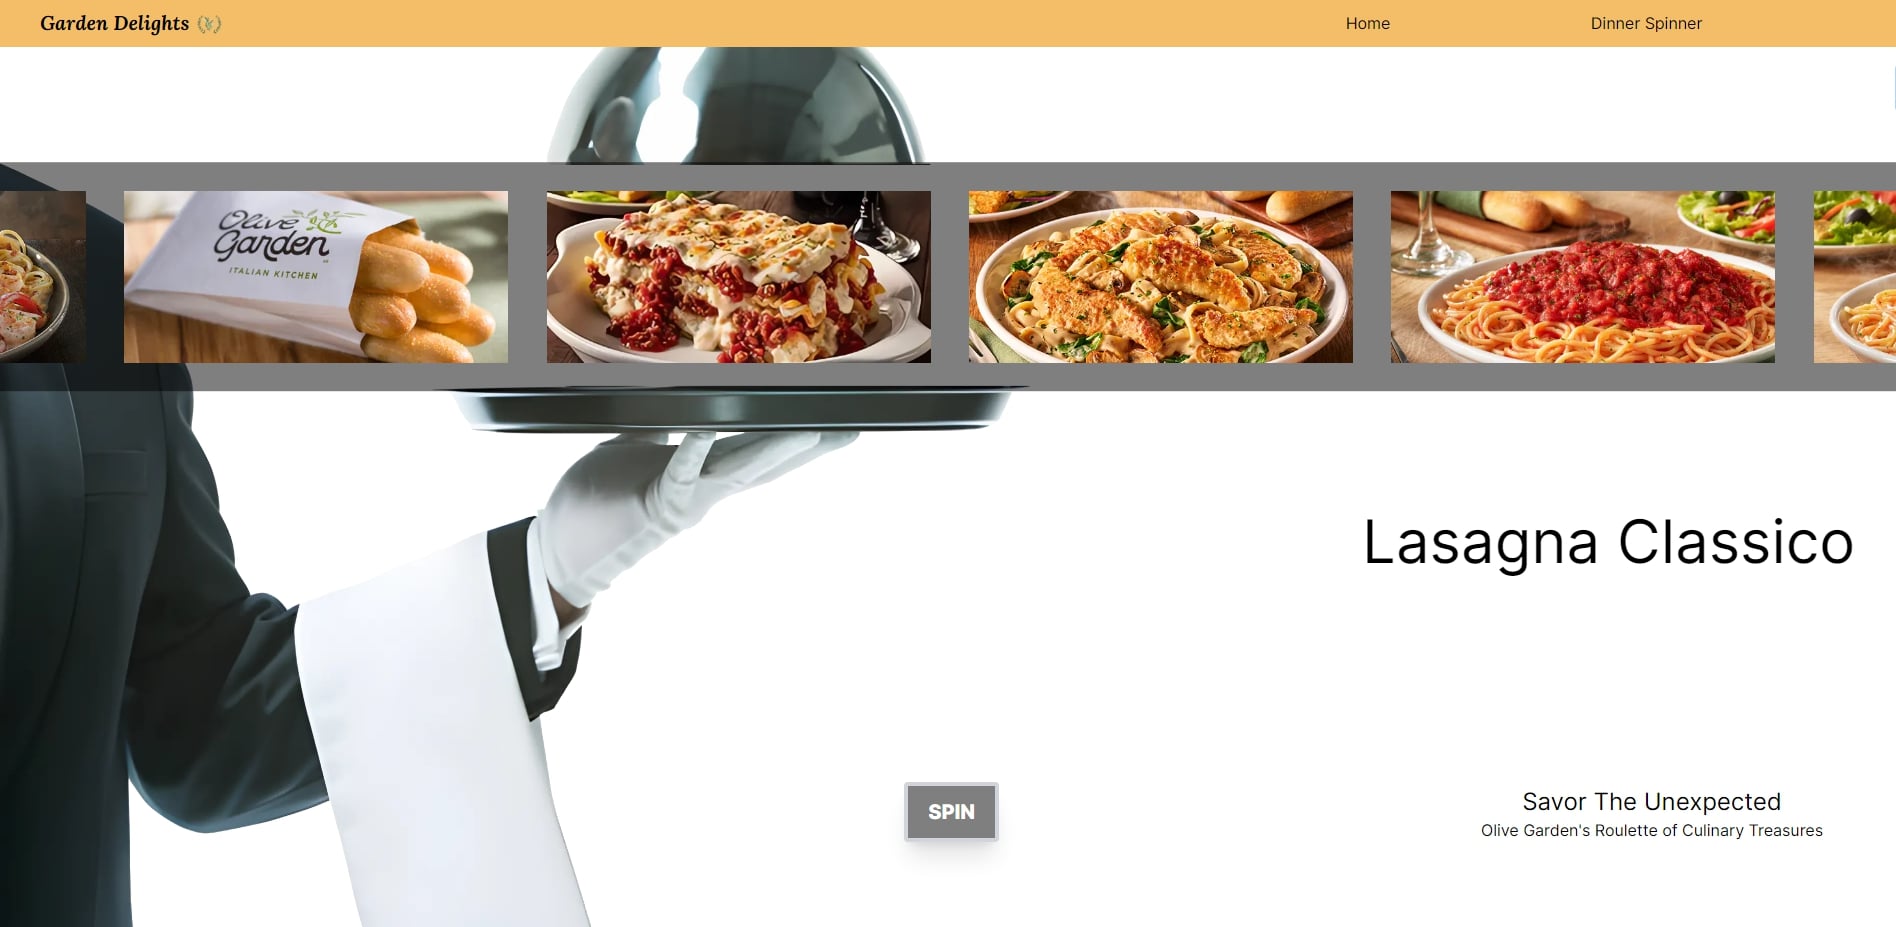 Garden Delights
Home
Dinner Spinner
Olive
Garden
ITALIAN KITCHEN
Lasagna Classico
SPIN
Savor The Unexpected
Olive Garden's Roulette of Culinary Treasures